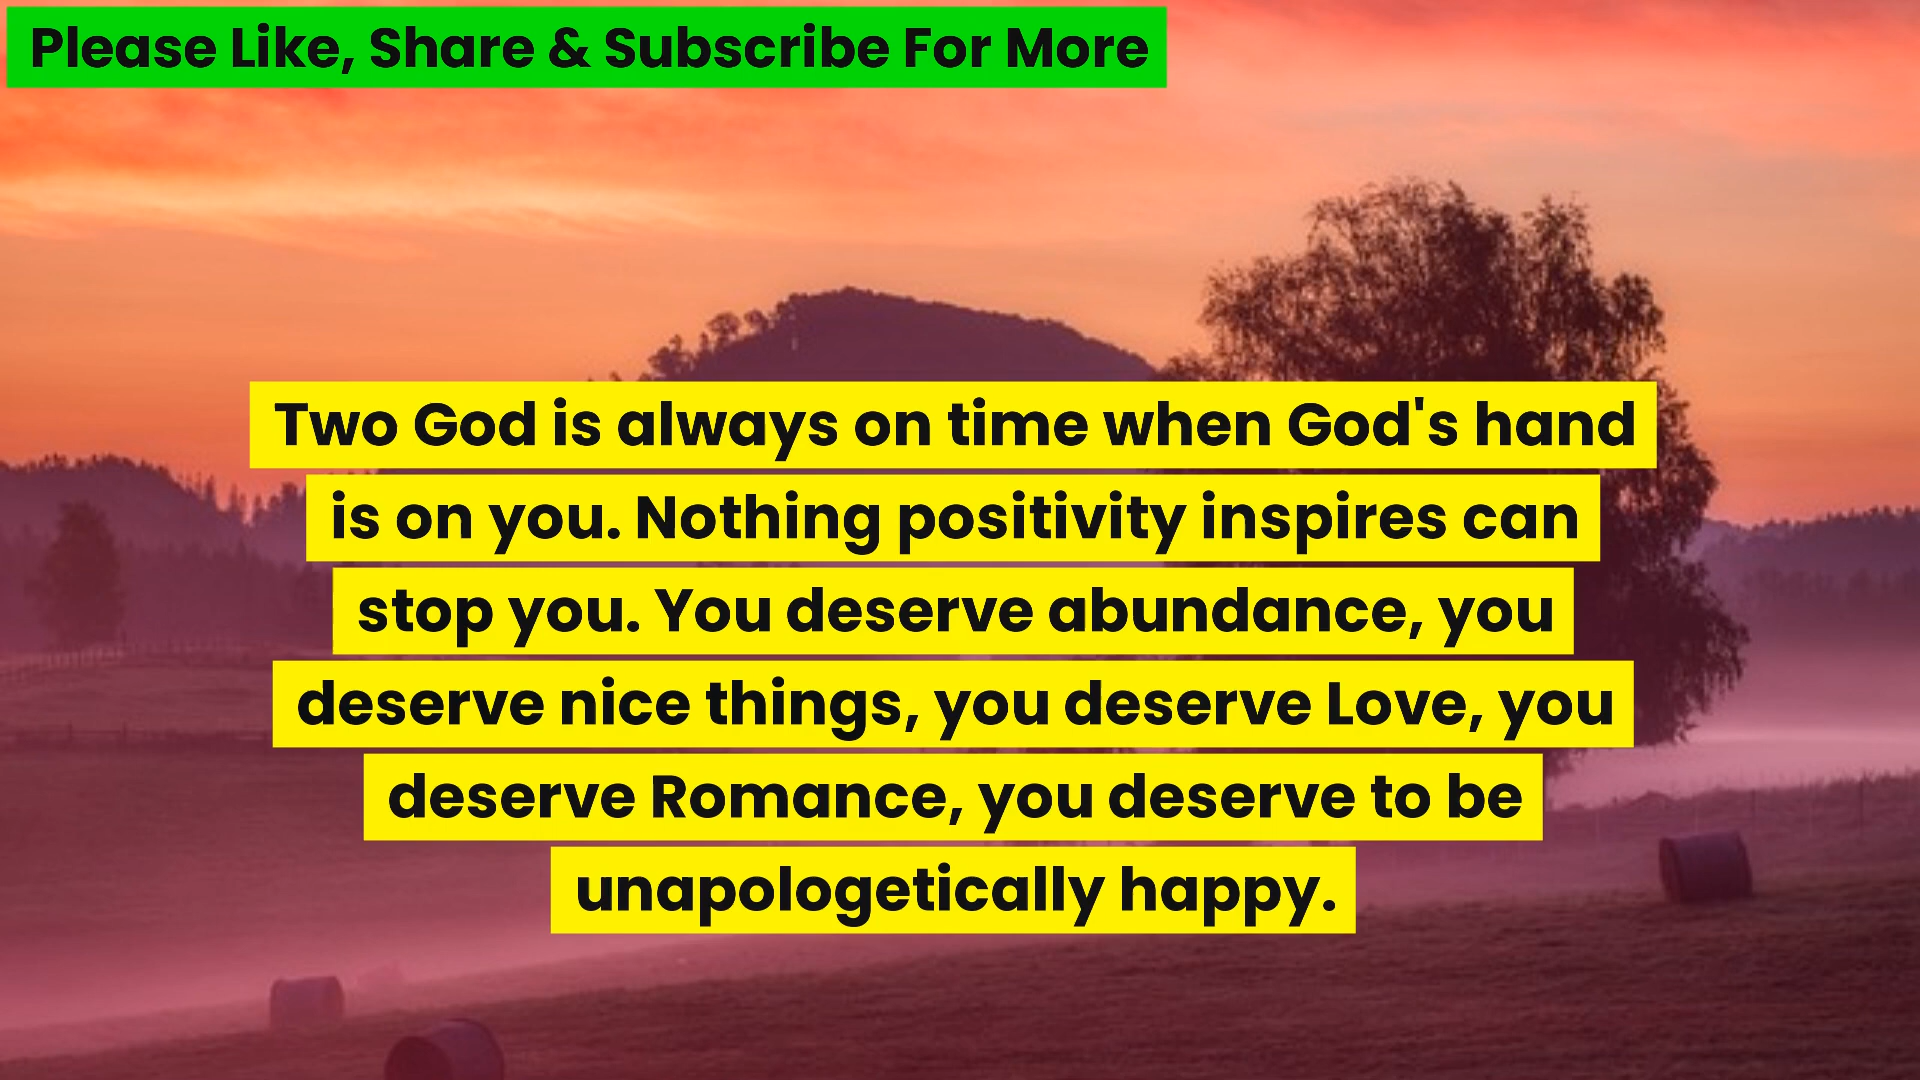 Please Like, Share & Subscribe For More
Two God is always on time when God's hand
is on you. Nothing positivity inspires can
stop you. You deserve abundance, you
deserve nice things, you deserve Love, you
deserve Romance, you deserve to be
unapologetically happy.